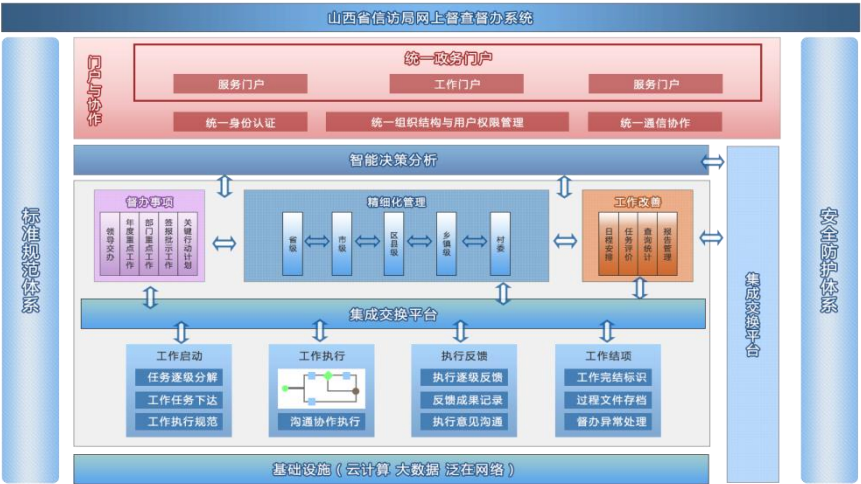 山西省信访局网上督查督办系统
标准规范体系
门户与协作
统一政务门户
服务门户
工作门户
服务门户
统一身份认证
统一组织结构与用户权限管理
统一通信协作
智能决策分析
督办事项
领导交办
年度重点工作
部门重点工作
签报批示工作
关键行动计划
精细化管理
省级
市级
区县级
乡镇级
村委
工作改善
日程安排
任务评价
查询统计
报告管理
集成交换平台
集成交换平台
工作启动
任务逐级分解
工作任务下达
工作执行规范
工作执行
沟通协作执行
执行反馈
执行逐级反馈
反馈成果记录
执行意见沟通
工作结项
工作完结标识
过程文件存档
督办异常处理
基础设施（云计算 大数据 泛在网络）
安全防护体系